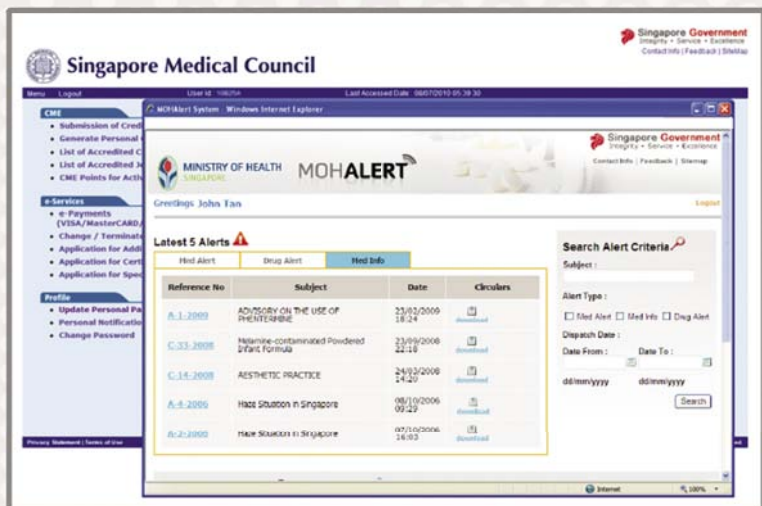 Singapore Government
Integrity • Service • Excellence
Contact Info | Feedback | SiteMap
Singapore Medical Council
Menu Logout User Id Last Accessed Date 08/07/2010 05:39:30
CME
• Submission of Credi
• Generate Personal
• List of Accredited C
• List of Accredited J
• CME Points for Activ
e-Services
• e-Payments
(VISA/MasterCARD/
• Change / Terminat
• Application for Addi
• Application for Cert
• Application for Spec
Profile
• Update Personal Pa
• Personal Notificatio
• Change Password
Privacy Statement | Terms of Use
MOHAlert System - Windows Internet Explorer
Singapore Government
Integrity • Service • Excellence
Contact Info | Feedback | Sitemap
MINISTRY OF HEALTH
SINGAPORE
MOHALERT
Greetings John Tan
Logout
Latest 5 Alerts
Med Alert Drug Alert Med Info
Reference No Subject Date Circulars
A-1-2009 ADVISORY ON THE USE OF PHENTERMINE 23/02/2009 18:24 download
C-33-2008 Melamine-contaminated Powdered Infant Formula 23/09/2008 22:18 download
C-14-2008 AESTHETIC PRACTICE 24/03/2008 14:20 download
A-4-2006 Haze Situation in Singapore 08/10/2006 09:29 download
Haze Situation in Singapore 07/10/2006 16:03 download
Search Alert Criteria
Subject :
Alert Type :
Med Alert Med Info Drug Alert
Dispatch Date :
Date From : Date To :
dd/mm/yyyy dd/mm/yyyy
Search
Internet 100%